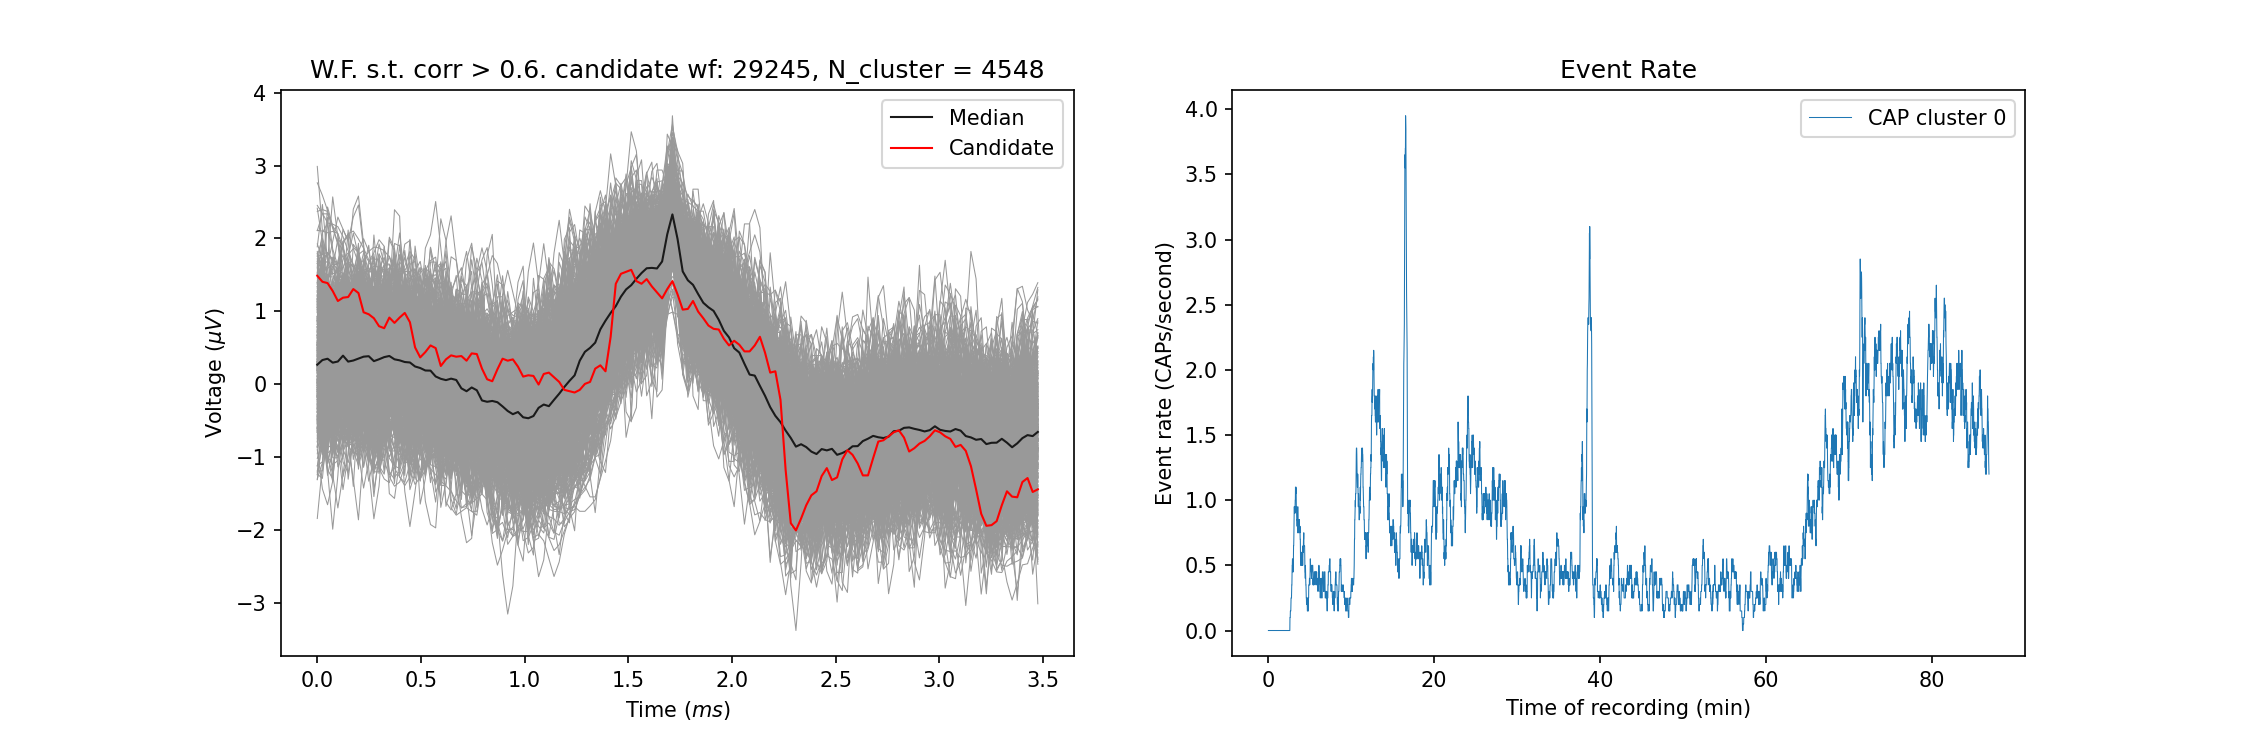 W.F. s.t. corr > 0.6. candidate wf: 29245, N_cluster = 4548
Median
Candidate
4
3
2
1
0
−1
−2
−3
Voltage (μV)
0.0 0.5 1.0 1.5 2.0 2.5 3.0 3.5
Time (ms)
Event Rate
CAP cluster 0
4.0
3.5
3.0
2.5
2.0
1.5
1.0
0.5
0.0
Event rate (CAPs/second)
0 20 40 60 80
Time of recording (min)